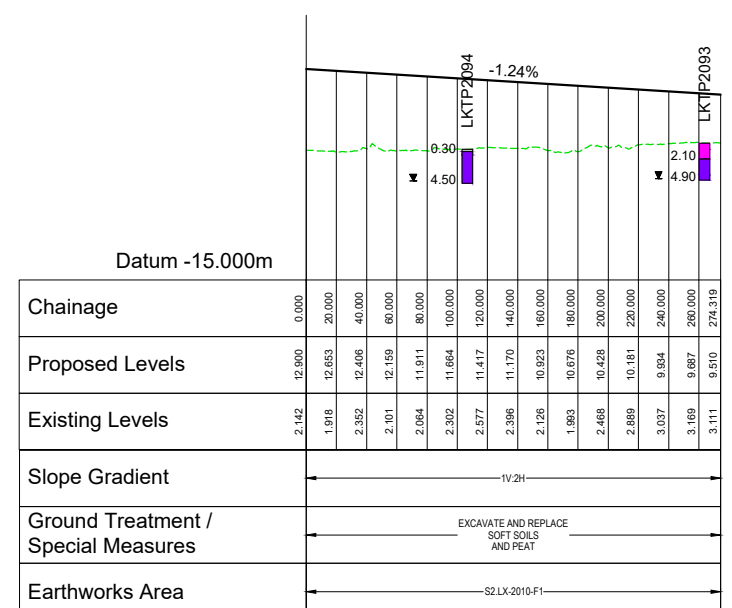 LKTP2094
-1.24%
LKTP2093
0.30
4.50
2.10
4.90
Datum -15.000m
Chainage 0.000 20.000 40.000 60.000 80.000 100.000 120.000 140.000 160.000 180.000 200.000 220.000 240.000 260.000 274.319
Proposed Levels 12.900 12.653 12.406 12.159 11.911 11.664 11.417 11.170 10.923 10.676 10.428 10.181 9.934 9.687 9.510
Existing Levels 2.142 1.918 2.352 2.101 2.064 2.302 2.577 2.396 2.126 1.993 2.468 2.889 3.037 3.169 3.111
Slope Gradient 1V:2H
Ground Treatment /
Special Measures
EXCAVATE AND REPLACE
SOFT SOILS
AND PEAT
Earthworks Area S2.LX-2010-F1